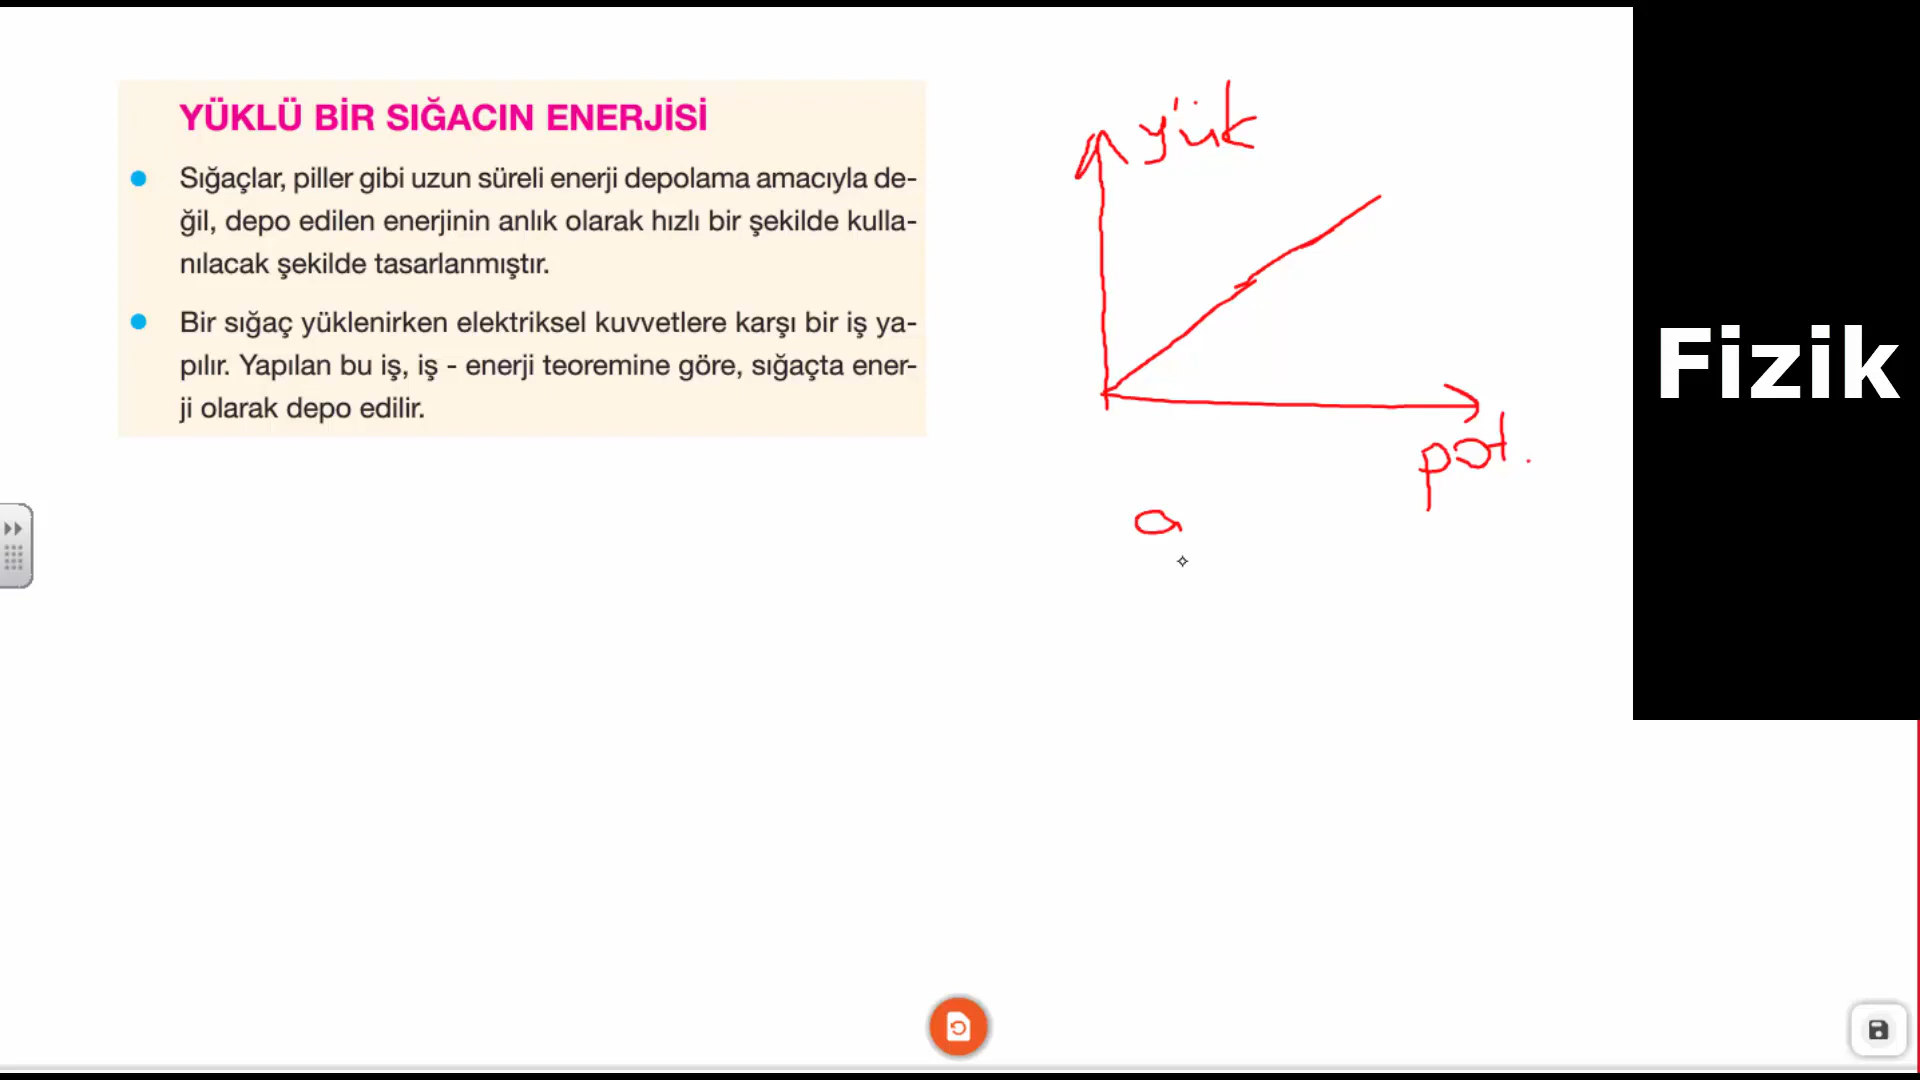 YÜKLÜ BİR SIĞACIN ENERJİSİ
Sığaçlar, piller gibi uzun süreli enerji depolama amacıyla de-
ğil, depo edilen enerjinin anlık olarak hızlı bir şekilde kulla-
nılacak şekilde tasarlanmıştır.
Bir sığaç yüklenirken elektriksel kuvvetlere karşı bir iş ya-
pılır. Yapılan bu iş, iş - enerji teoremine göre, sığaçta ener-
ji olarak depo edilir.
yük
pot.
a
Fizik